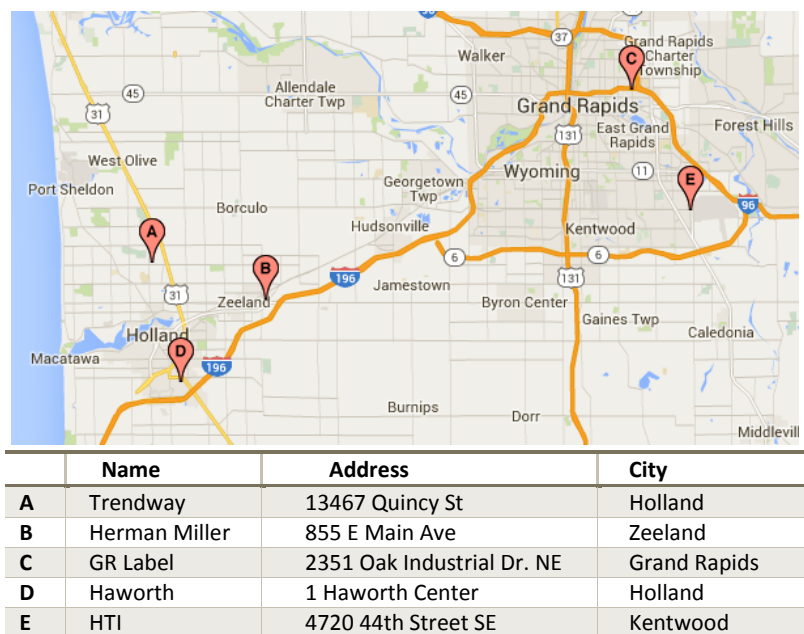 96
37
Grand Rapids
Charter
Township
C
Walker
Allendale
Charter Twp
45
45
31
Grand Rapids
131
East Grand
Rapids
Forest Hills
West Olive
Wyoming
11
E
Port Sheldon
Georgetown
Twp
96
Borculo
A
Hudsonville
Kentwood
6
6
B
196
Jamestown
131
31
Zeeland
Byron Center
Gaines Twp
Holland
Caledonia
D
Macatawa
196
Burnips
Dorr
Middlevill
Name Address City
A Trendway 13467 Quincy St Holland
B Herman Miller 855 E Main Ave Zeeland
C GR Label 2351 Oak Industrial Dr. NE Grand Rapids
D Haworth 1 Haworth Center Holland
E HTI 4720 44th Street SE Kentwood